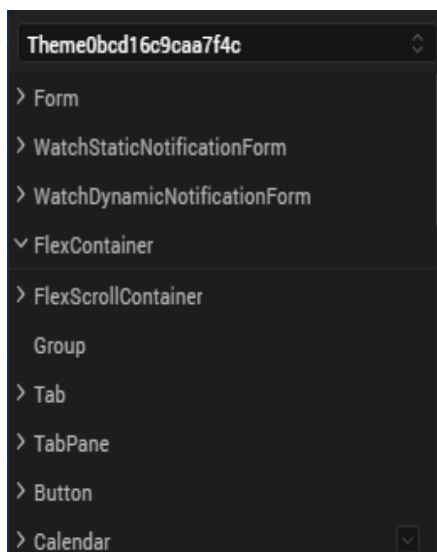 Theme0bcd16c9caa7f4c
Form
WatchStaticNotificationForm
WatchDynamicNotificationForm
FlexContainer
FlexScrollContainer
Group
Tab
TabPane
Button
Calendar